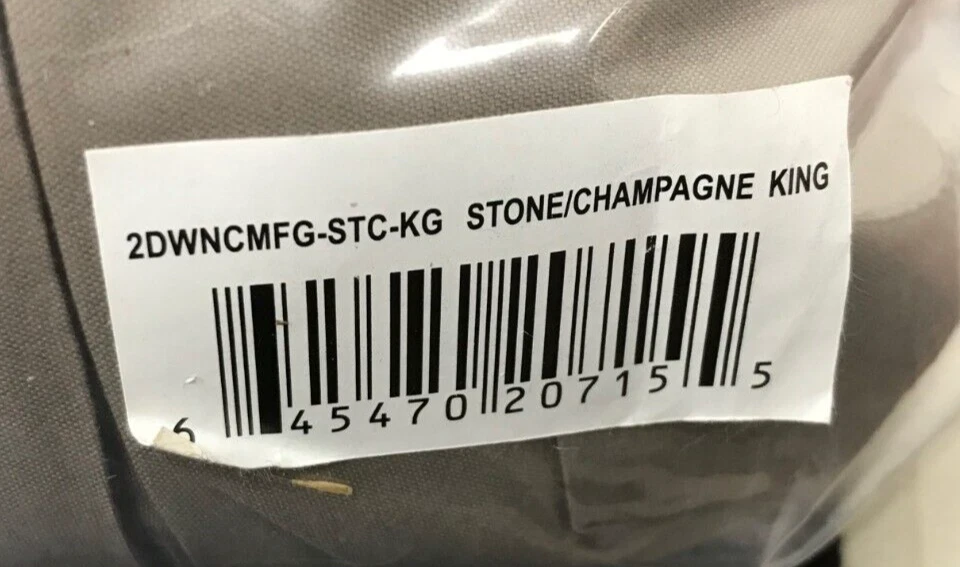 2DWNCMFG-STC-KG STONE/CHAMPAGNE KING
6 45470 20715 5